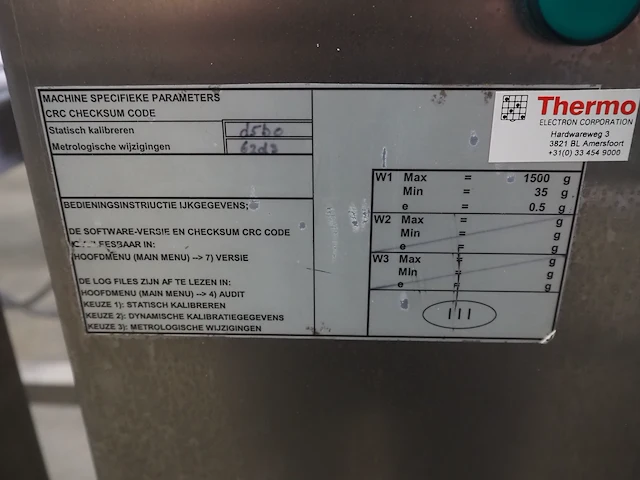 MACHINE SPECIFIEKE PARAMETERS
CRC CHECKSUM CODE
Statisch kalibreren d5b0
Metrologische wijzigingen 62d2
BEDIENINGSINSTRUCTIE IJKGEGEVENS;
DE SOFTWARE-VERSIE EN CHECKSUM CRC CODE
IN:
HOOFDMENU (MAIN MENU) --> 7) VERSIE
DE LOG FILES ZIJN AF TE LEZEN IN:
HOOFDMENU (MAIN MENU) --> 4) AUDIT
KEUZE 1): STATISCH KALIBREREN
KEUZE 2): DYNAMISCHE KALIBRATIEGEGEVENS
KEUZE 3): METROLOGISCHE WIJZIGINGEN
Thermo
ELECTRON CORPORATION
Hardwareweg 3
3821 BL Amersfoort
+31(0) 33 454 9000
W1 Max = 1500 g
Min = 35 g
e = 0.5 g
W2 Max = g
Min = g
e = g
W3 Max = g
Min = g
e = g
III